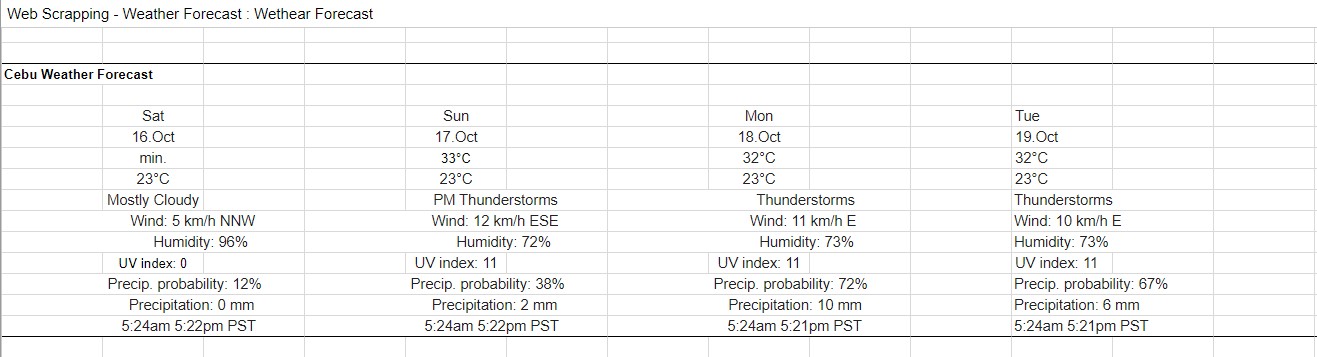 Web Scrapping - Weather Forecast : Wethear Forecast
Cebu Weather Forecast
Sat Sun Mon Tue
16.Oct 17.Oct 18.Oct 19.Oct
min. 33°C 32°C 32°C
23°C 23°C 23°C 23°C
Mostly Cloudy PM Thunderstorms Thunderstorms Thunderstorms
Wind: 5 km/h NNW Wind: 12 km/h ESE Wind: 11 km/h E Wind: 10 km/h E
Humidity: 96% Humidity: 72% Humidity: 73% Humidity: 73%
UV index: 0 UV index: 11 UV index: 11 UV index: 11
Precip. probability: 12% Precip. probability: 38% Precip. probability: 72% Precip. probability: 67%
Precipitation: 0 mm Precipitation: 2 mm Precipitation: 10 mm Precipitation: 6 mm
5:24am 5:22pm PST 5:24am 5:22pm PST 5:24am 5:21pm PST 5:24am 5:21pm PST